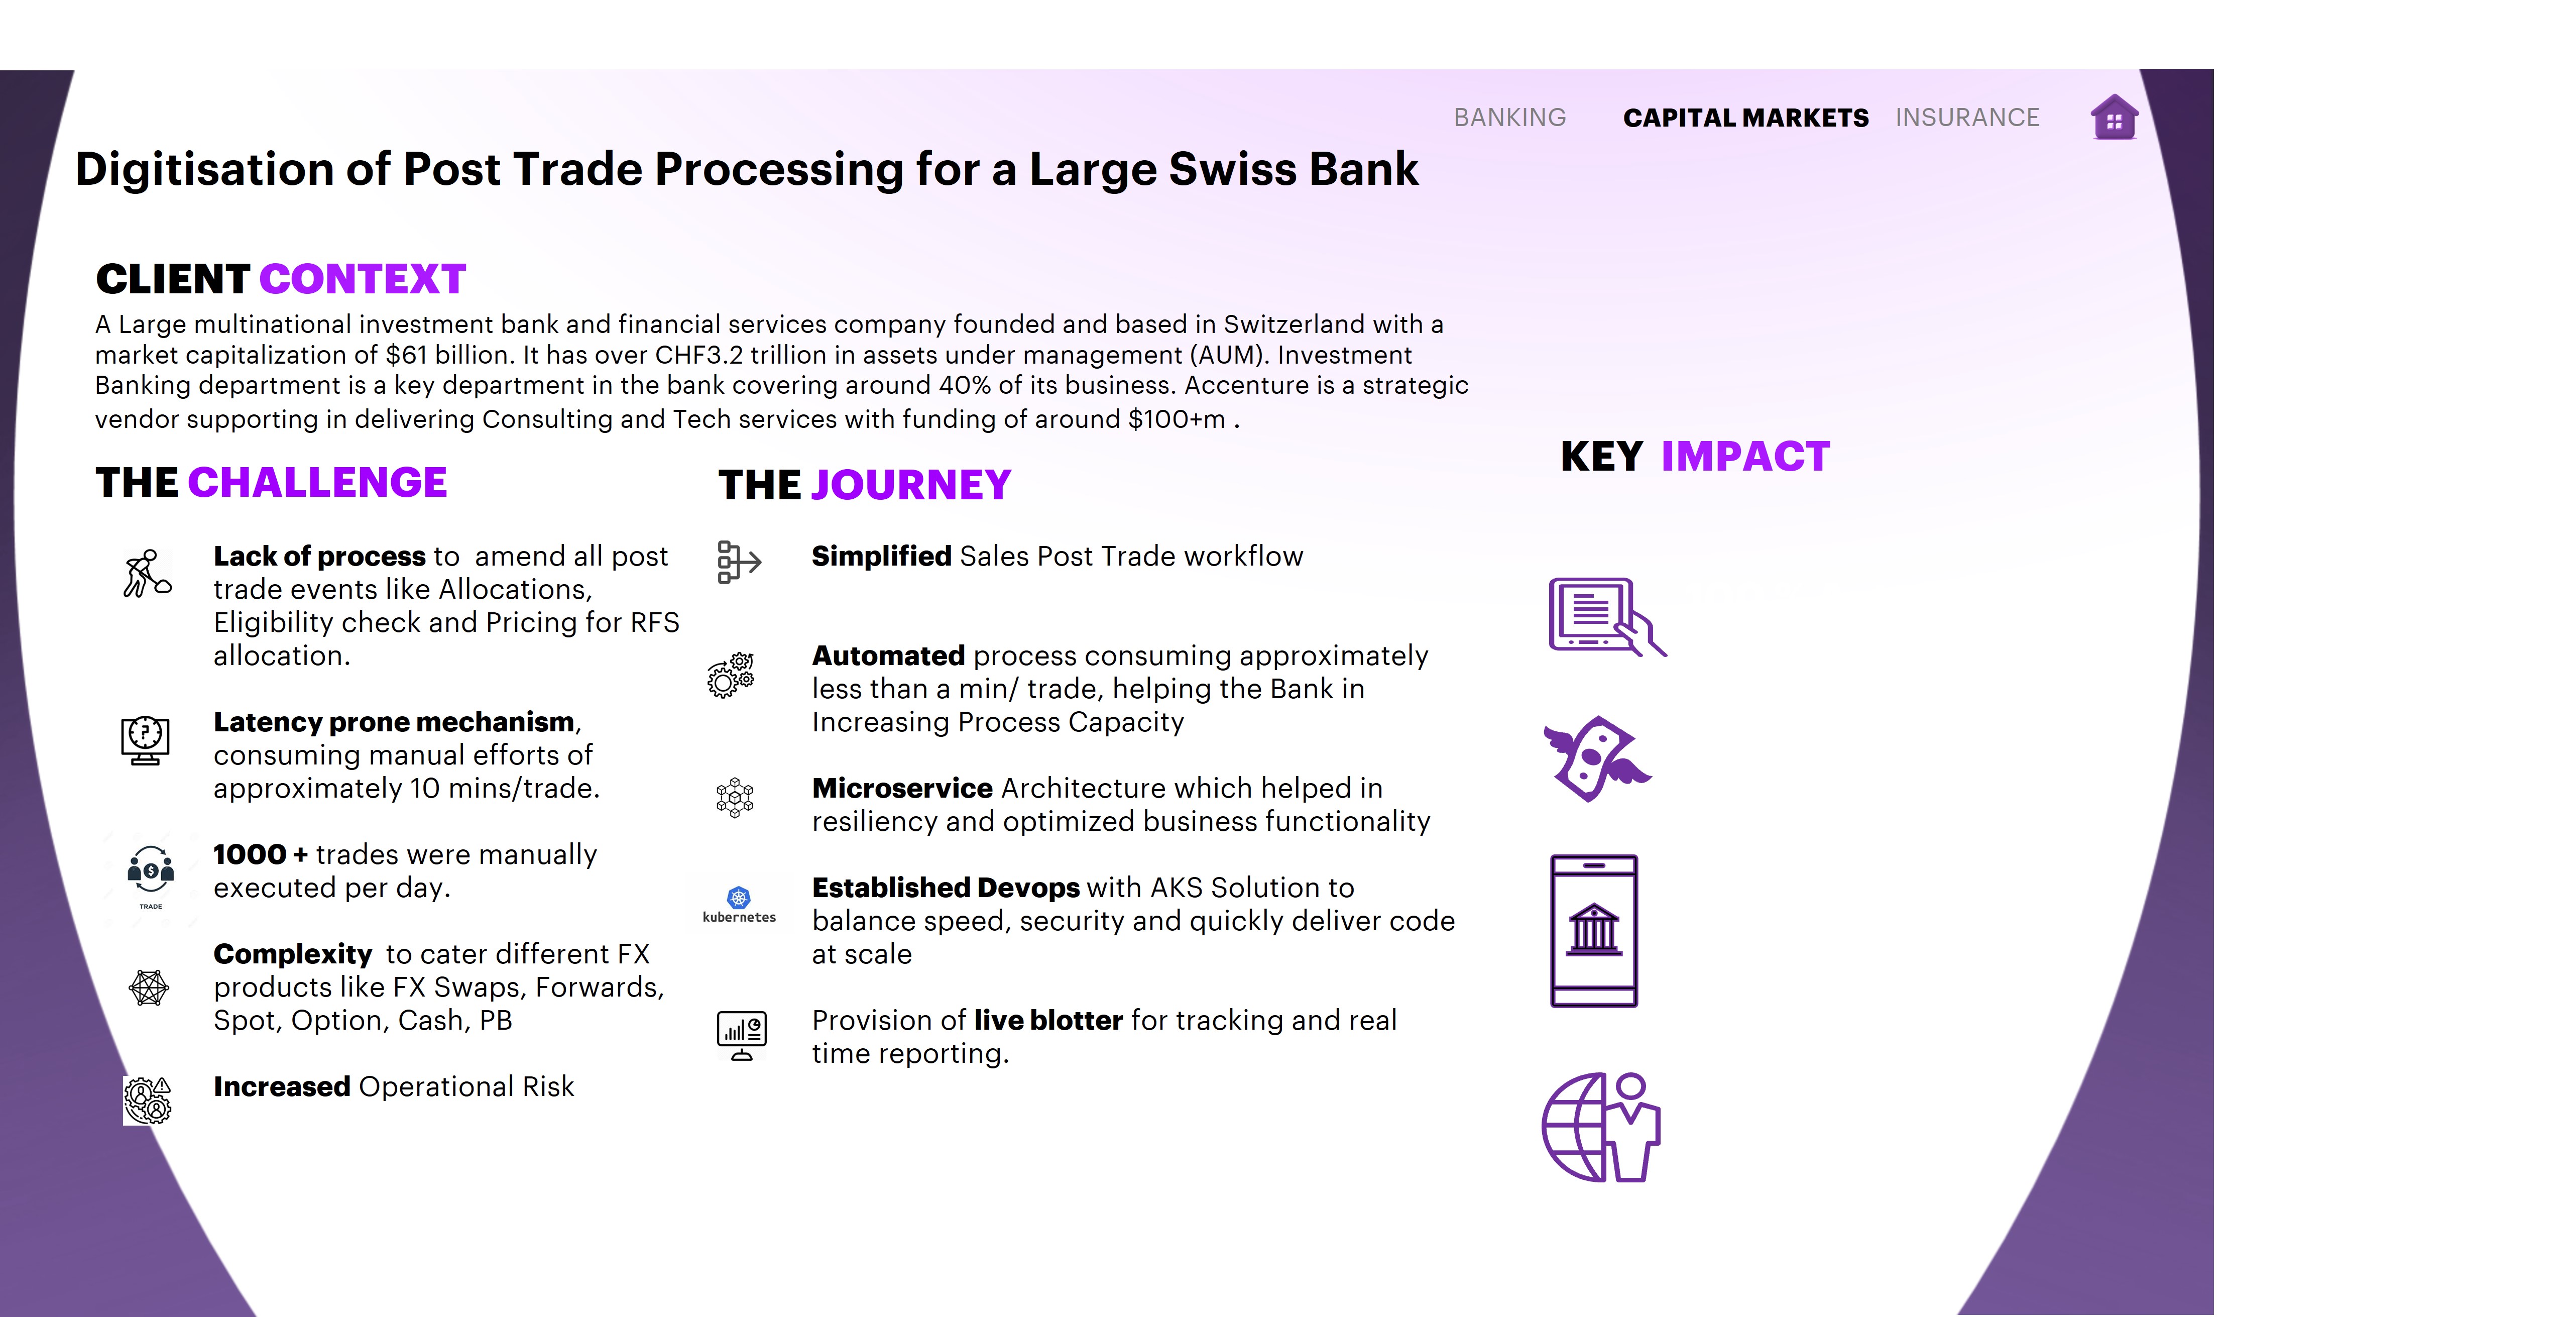 BANKING CAPITAL MARKETS INSURANCE
Digitisation of Post Trade Processing for a Large Swiss Bank
CLIENT CONTEXT
A Large multinational investment bank and financial services company founded and based in Switzerland with a
market capitalization of $61 billion. It has over CHF3.2 trillion in assets under management (AUM). Investment
Banking department is a key department in the bank covering around 40% of its business. Accenture is a strategic
vendor supporting in delivering Consulting and Tech services with funding of around $100+m .
THE CHALLENGE
Lack of process to amend all post
trade events like Allocations,
Eligibility check and Pricing for RFS
allocation.
Latency prone mechanism,
consuming manual efforts of
approximately 10 mins/trade.
TRADE
1000 + trades were manually
executed per day.
Complexity to cater different FX
products like FX Swaps, Forwards,
Spot, Option, Cash, PB
Increased Operational Risk
THE JOURNEY
Simplified Sales Post Trade workflow
Automated process consuming approximately
less than a min/ trade, helping the Bank in
Increasing Process Capacity
Microservice Architecture which helped in
resiliency and optimized business functionality
kubernetes
Established Devops with AKS Solution to
balance speed, security and quickly deliver code
at scale
Provision of live blotter for tracking and real
time reporting.
KEY IMPACT